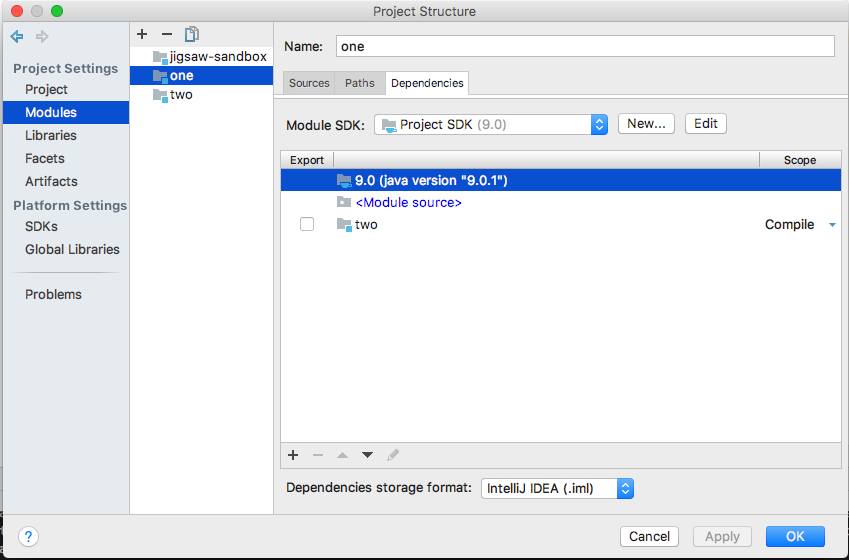 Project Structure
Project Settings
Project
Modules
Libraries
Facets
Artifacts
Platform Settings
SDKs
Global Libraries
Problems
jigsaw-sandbox
one
two
Name: one
Sources Paths Dependencies
Module SDK: Project SDK (9.0) New... Edit
Export Scope
9.0 (java version "9.0.1")
<Module source>
two Compile
Dependencies storage format: IntelliJ IDEA (.iml)
? Cancel Apply OK